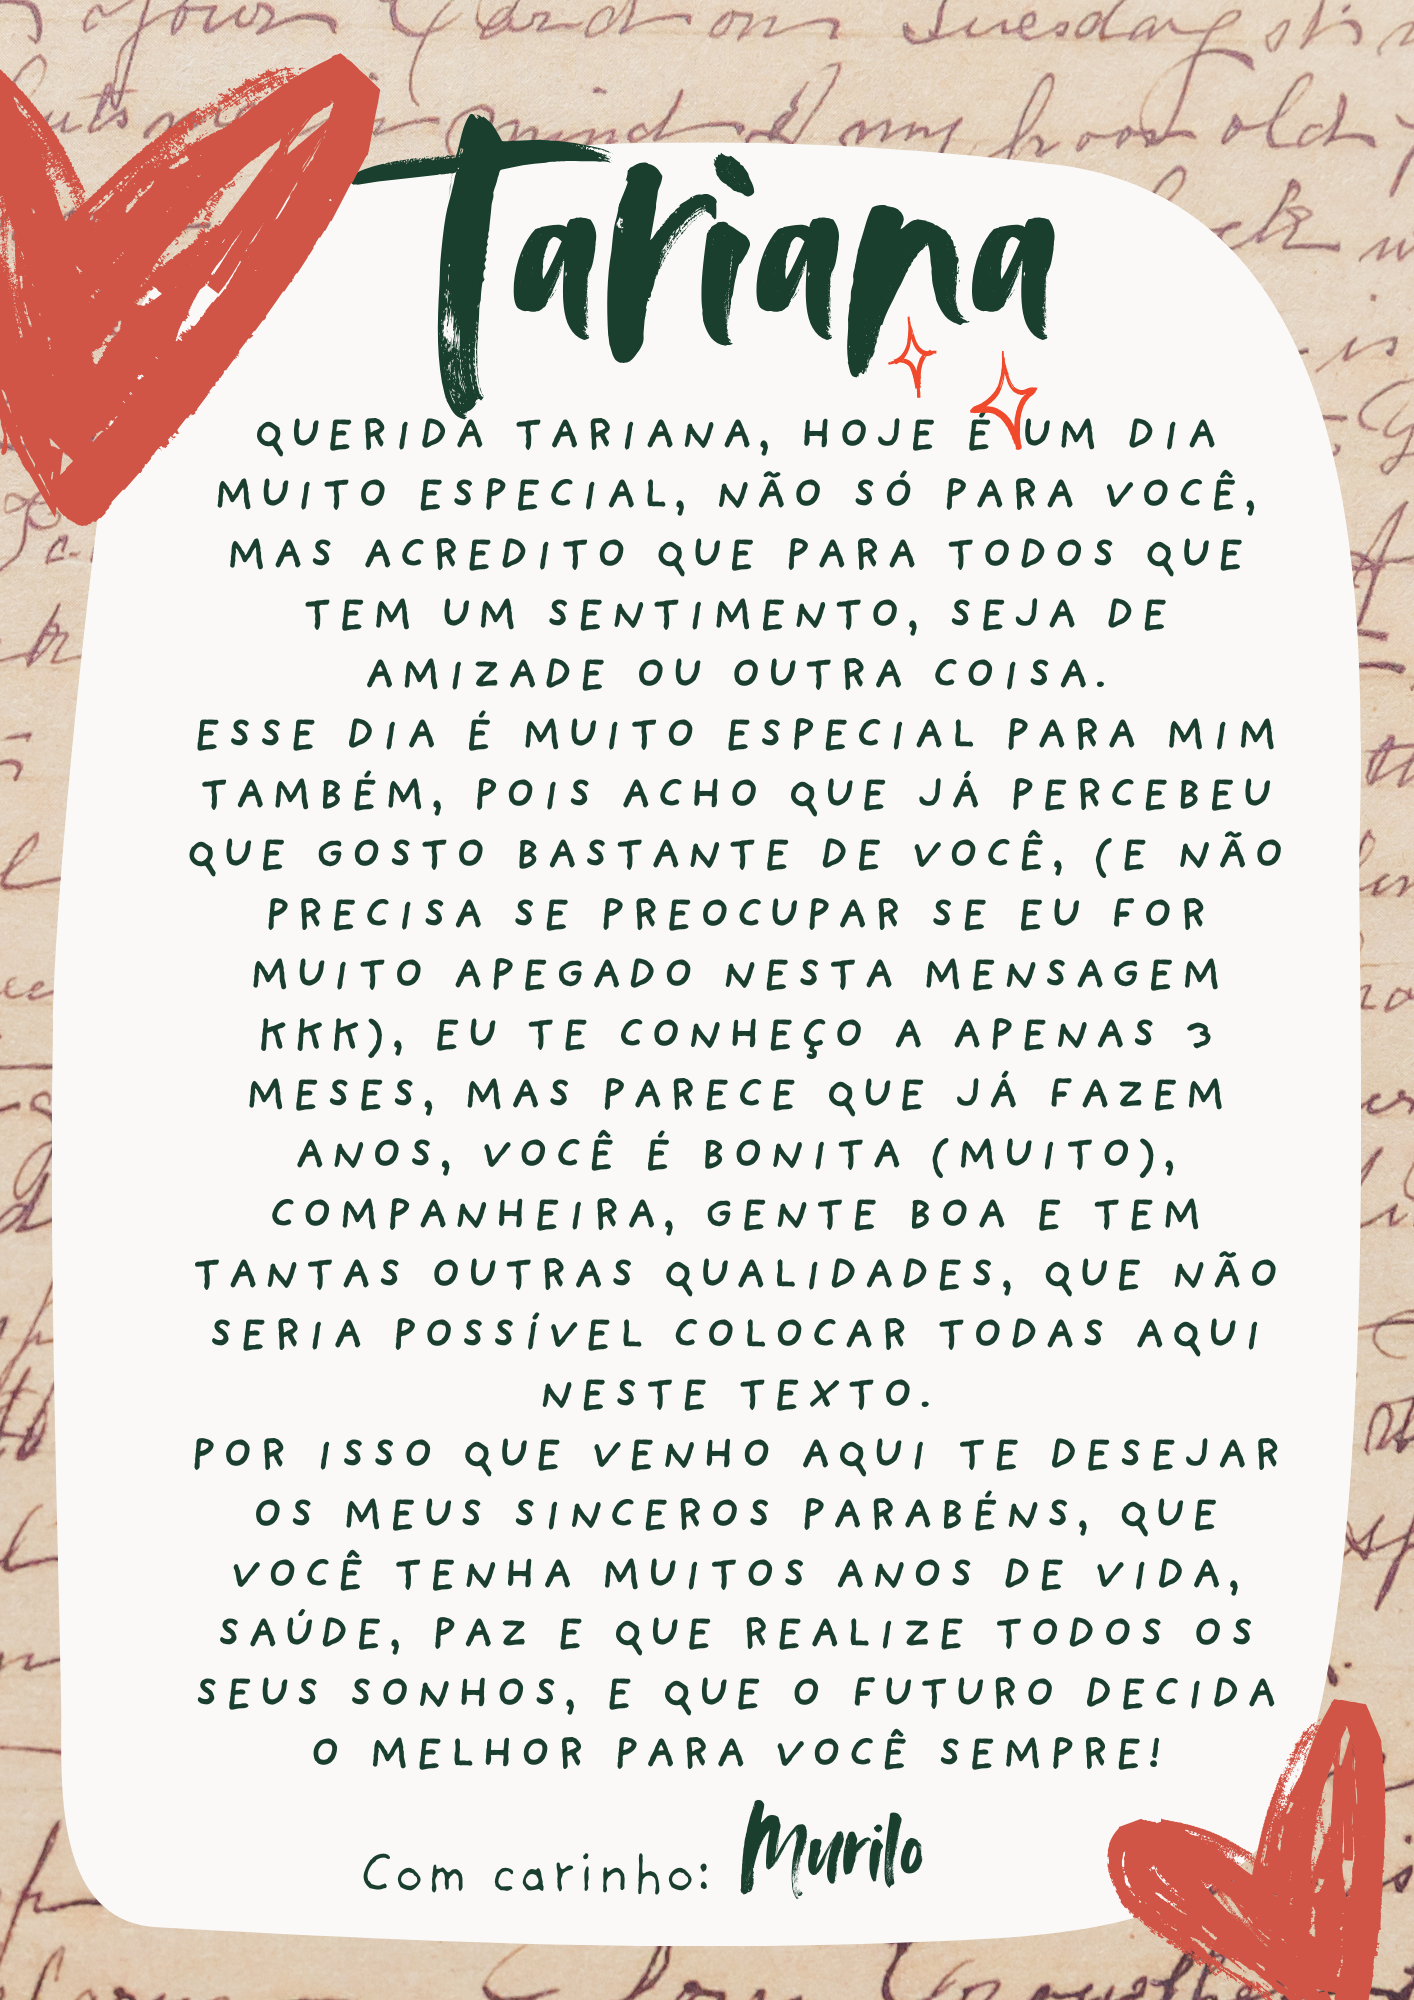 Tariana
QUERIDA TARIANA, HOJE É UM DIA
MUITO ESPECIAL, NÃO SÓ PARA VOCÊ,
MAS ACREDITO QUE PARA TODOS QUE
TEM UM SENTIMENTO, SEJA DE
AMIZADE OU OUTRA COISA.
ESSE DIA É MUITO ESPECIAL PARA MIM
TAMBÉM, POIS ACHO QUE JÁ PERCEBEU
QUE GOSTO BASTANTE DE VOCÊ, (E NÃO
PRECISA SE PREOCUPAR SE EU FOR
MUITO APEGADO NESTA MENSAGEM
KKK), EU TE CONHEÇO A APENAS 3
MESES, MAS PARECE QUE JÁ FAZEM
ANOS, VOCÊ É BONITA (MUITO),
COMPANHEIRA, GENTE BOA E TEM
TANTAS OUTRAS QUALIDADES, QUE NÃO
SERIA POSSÍVEL COLOCAR TODAS AQUI
NESTE TEXTO.
POR ISSO QUE VENHO AQUI TE DESEJAR
OS MEUS SINCEROS PARABÉNS, QUE
VOCÊ TENHA MUITOS ANOS DE VIDA,
SAÚDE, PAZ E QUE REALIZE TODOS OS
SEUS SONHOS, E QUE O FUTURO DECIDA
O MELHOR PARA VOCÊ SEMPRE!
Com carinho: Murilo